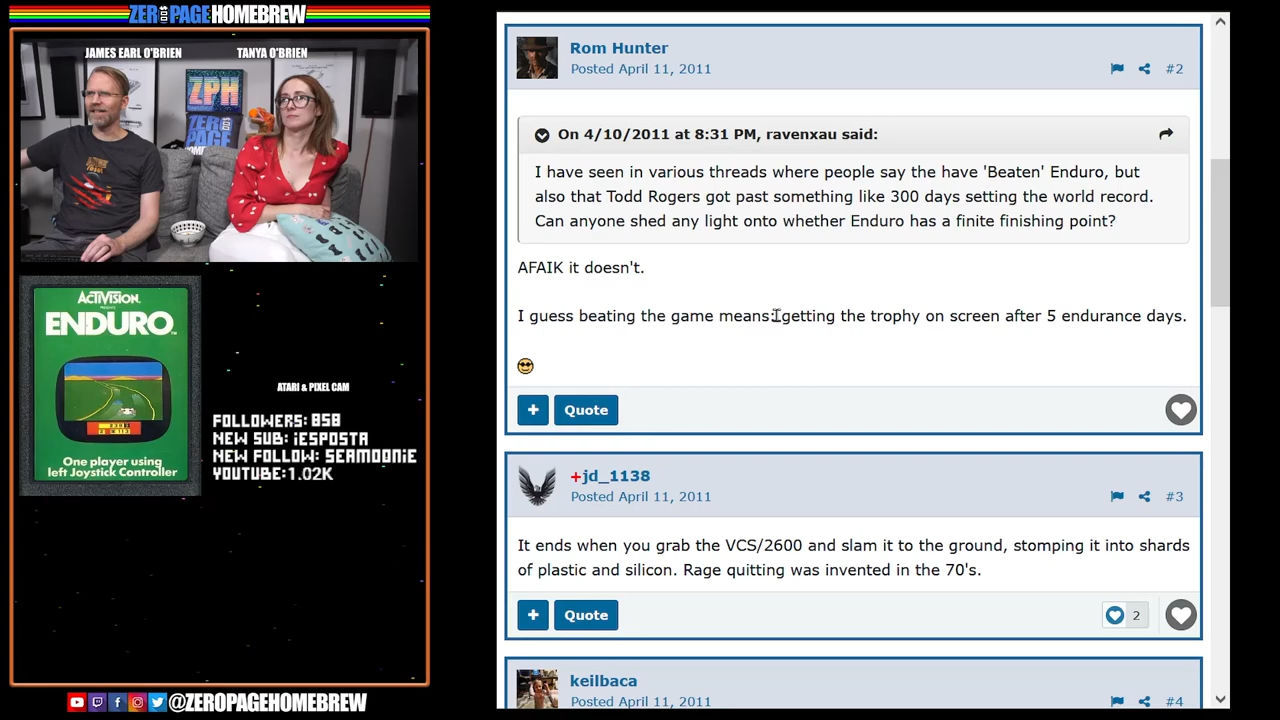 ZEROPAGE HOMEBREW
JAMES EARL O'BRIEN
TANYA O'BRIEN
ZPH
ACTIVISION
PRESENTS
ENDURO
TM
One player using
left Joystick Controller
ATARI & PIXEL CAM
FOLLOWERS: 858
NEW SUB: iESPOSTA
NEW FOLLOW: SEAMOONiE
YOUTUBE: 1.02K
@ZEROPAGEHOMEBREW
Rom Hunter
Posted April 11, 2011
#2
On 4/10/2011 at 8:31 PM, ravenxau said:
I have seen in various threads where people say the have 'Beaten' Enduro, but
also that Todd Rogers got past something like 300 days setting the world record.
Can anyone shed any light onto whether Enduro has a finite finishing point?
AFAIK it doesn't.
I guess beating the game means getting the trophy on screen after 5 endurance days.
+ Quote
+jd_1138
Posted April 11, 2011
#3
It ends when you grab the VCS/2600 and slam it to the ground, stomping it into shards
of plastic and silicon. Rage quitting was invented in the 70's.
+ Quote
2
keilbaca
Posted April 11, 2011
#4